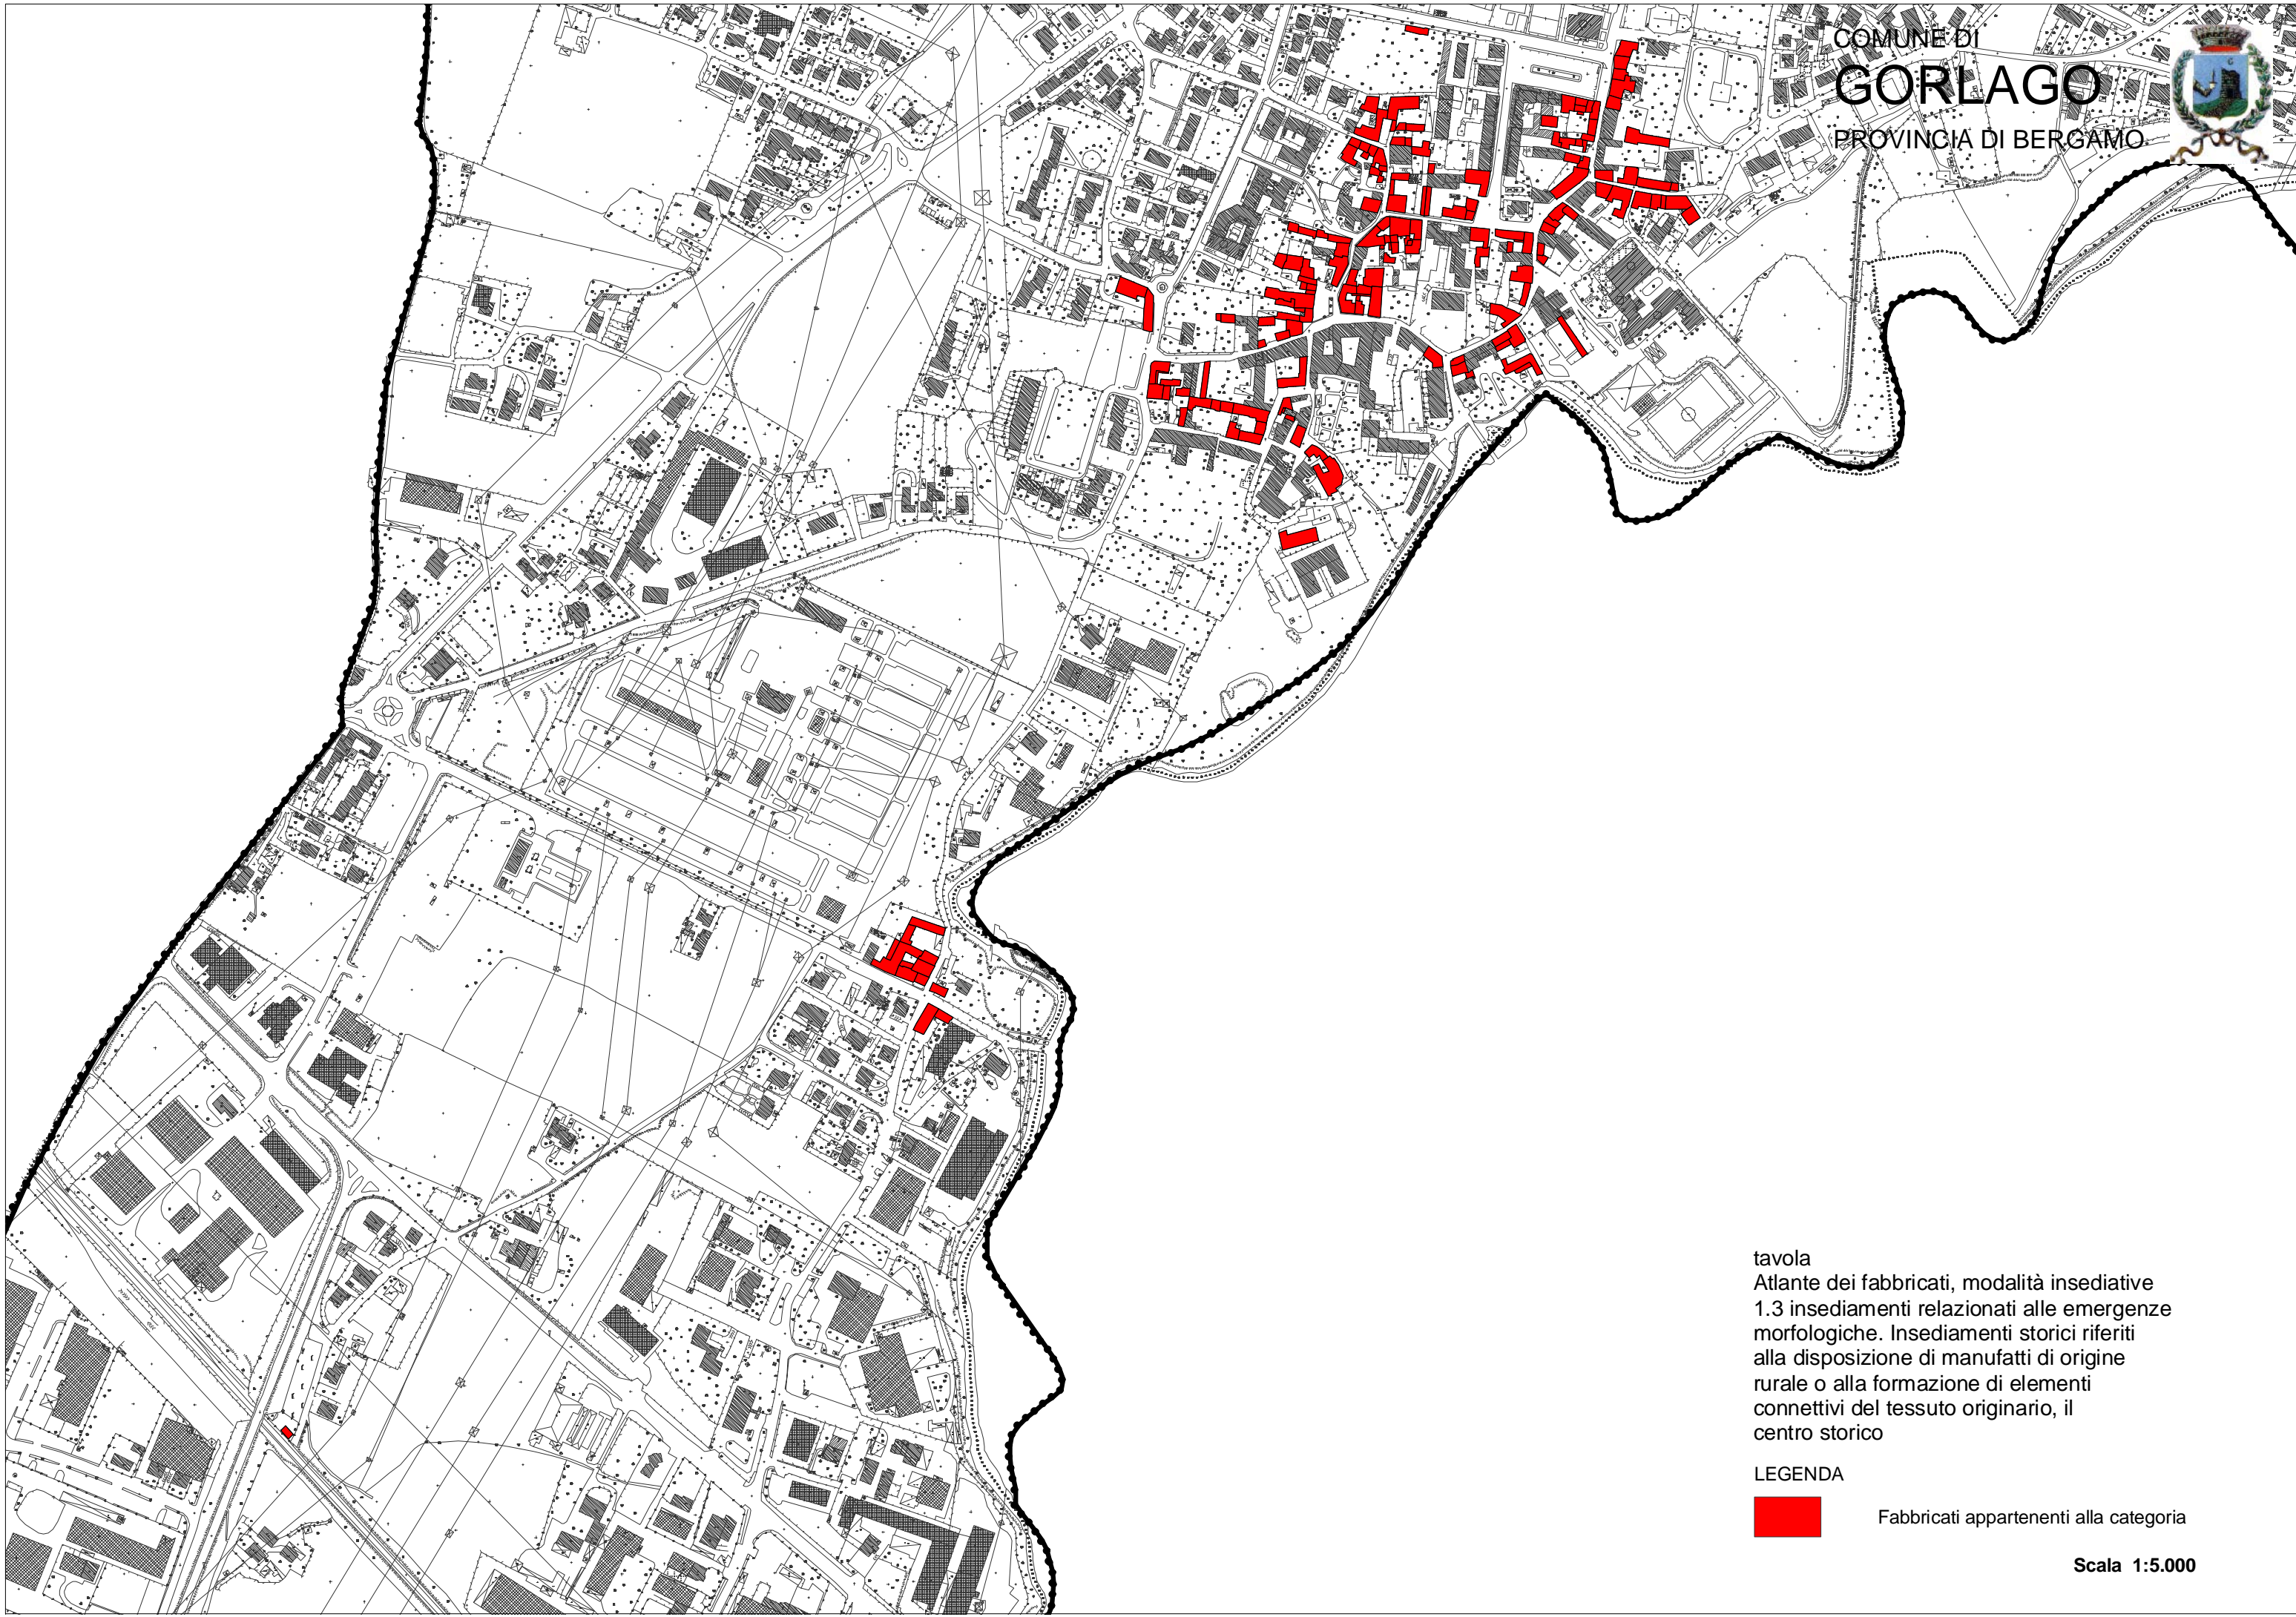 COMUNE DI
GORLAGO
PROVINCIA DI BERGAMO
tavola
Atlante dei fabbricati, modalità insediative
1.3 insediamenti relazionati alle emergenze
morfologiche. Insediamenti storici riferiti
alla disposizione di manufatti di origine
rurale o alla formazione di elementi
connettivi del tessuto originario, il
centro storico
LEGENDA
Fabbricati appartenenti alla categoria
Scala 1:5.000